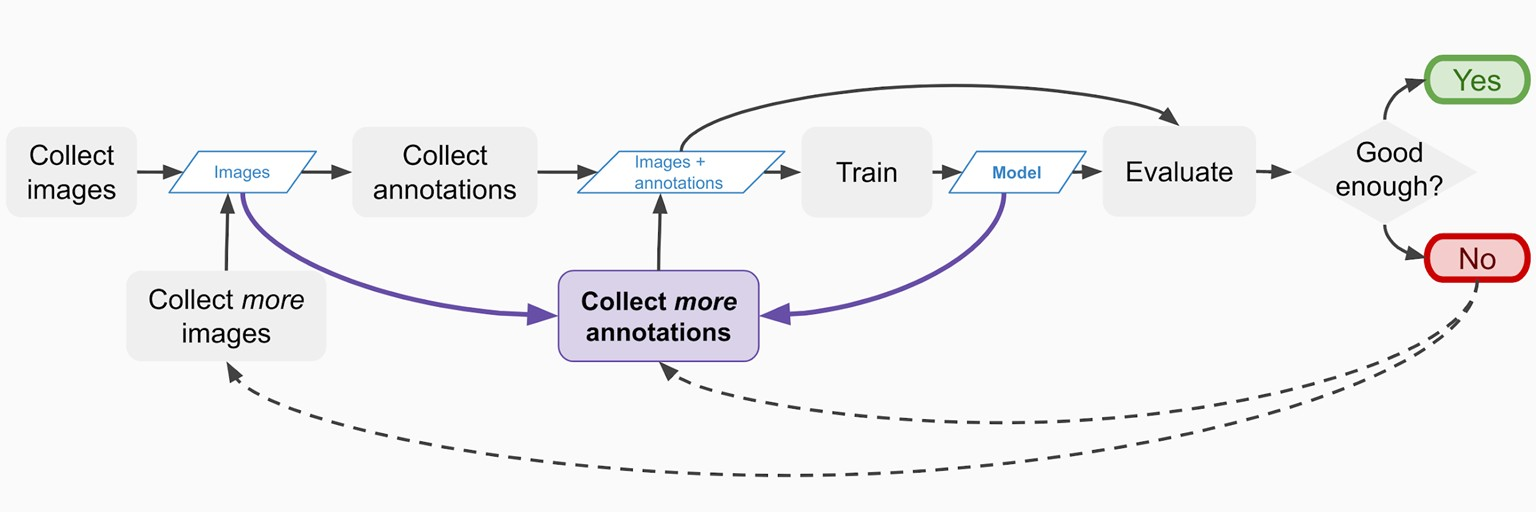 Collect
images
Images
Collect
annotations
Images +
annotations
Train
Model
Evaluate
Good
enough?
Yes
No
Collect more
images
Collect more
annotations